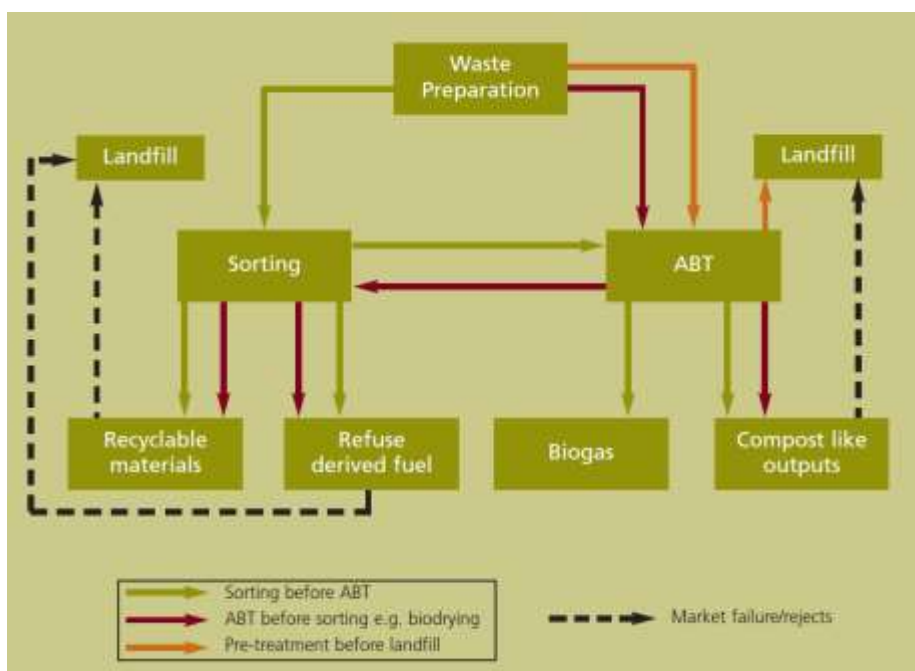 Waste
Preparation
Landfill
Landfill
Sorting
ABT
Recyclable
materials
Refuse
derived fuel
Biogas
Compost like
outputs
Sorting before ABT
ABT before sorting e.g. biodrying
Pre-treatment before landfill
Market failure/rejects